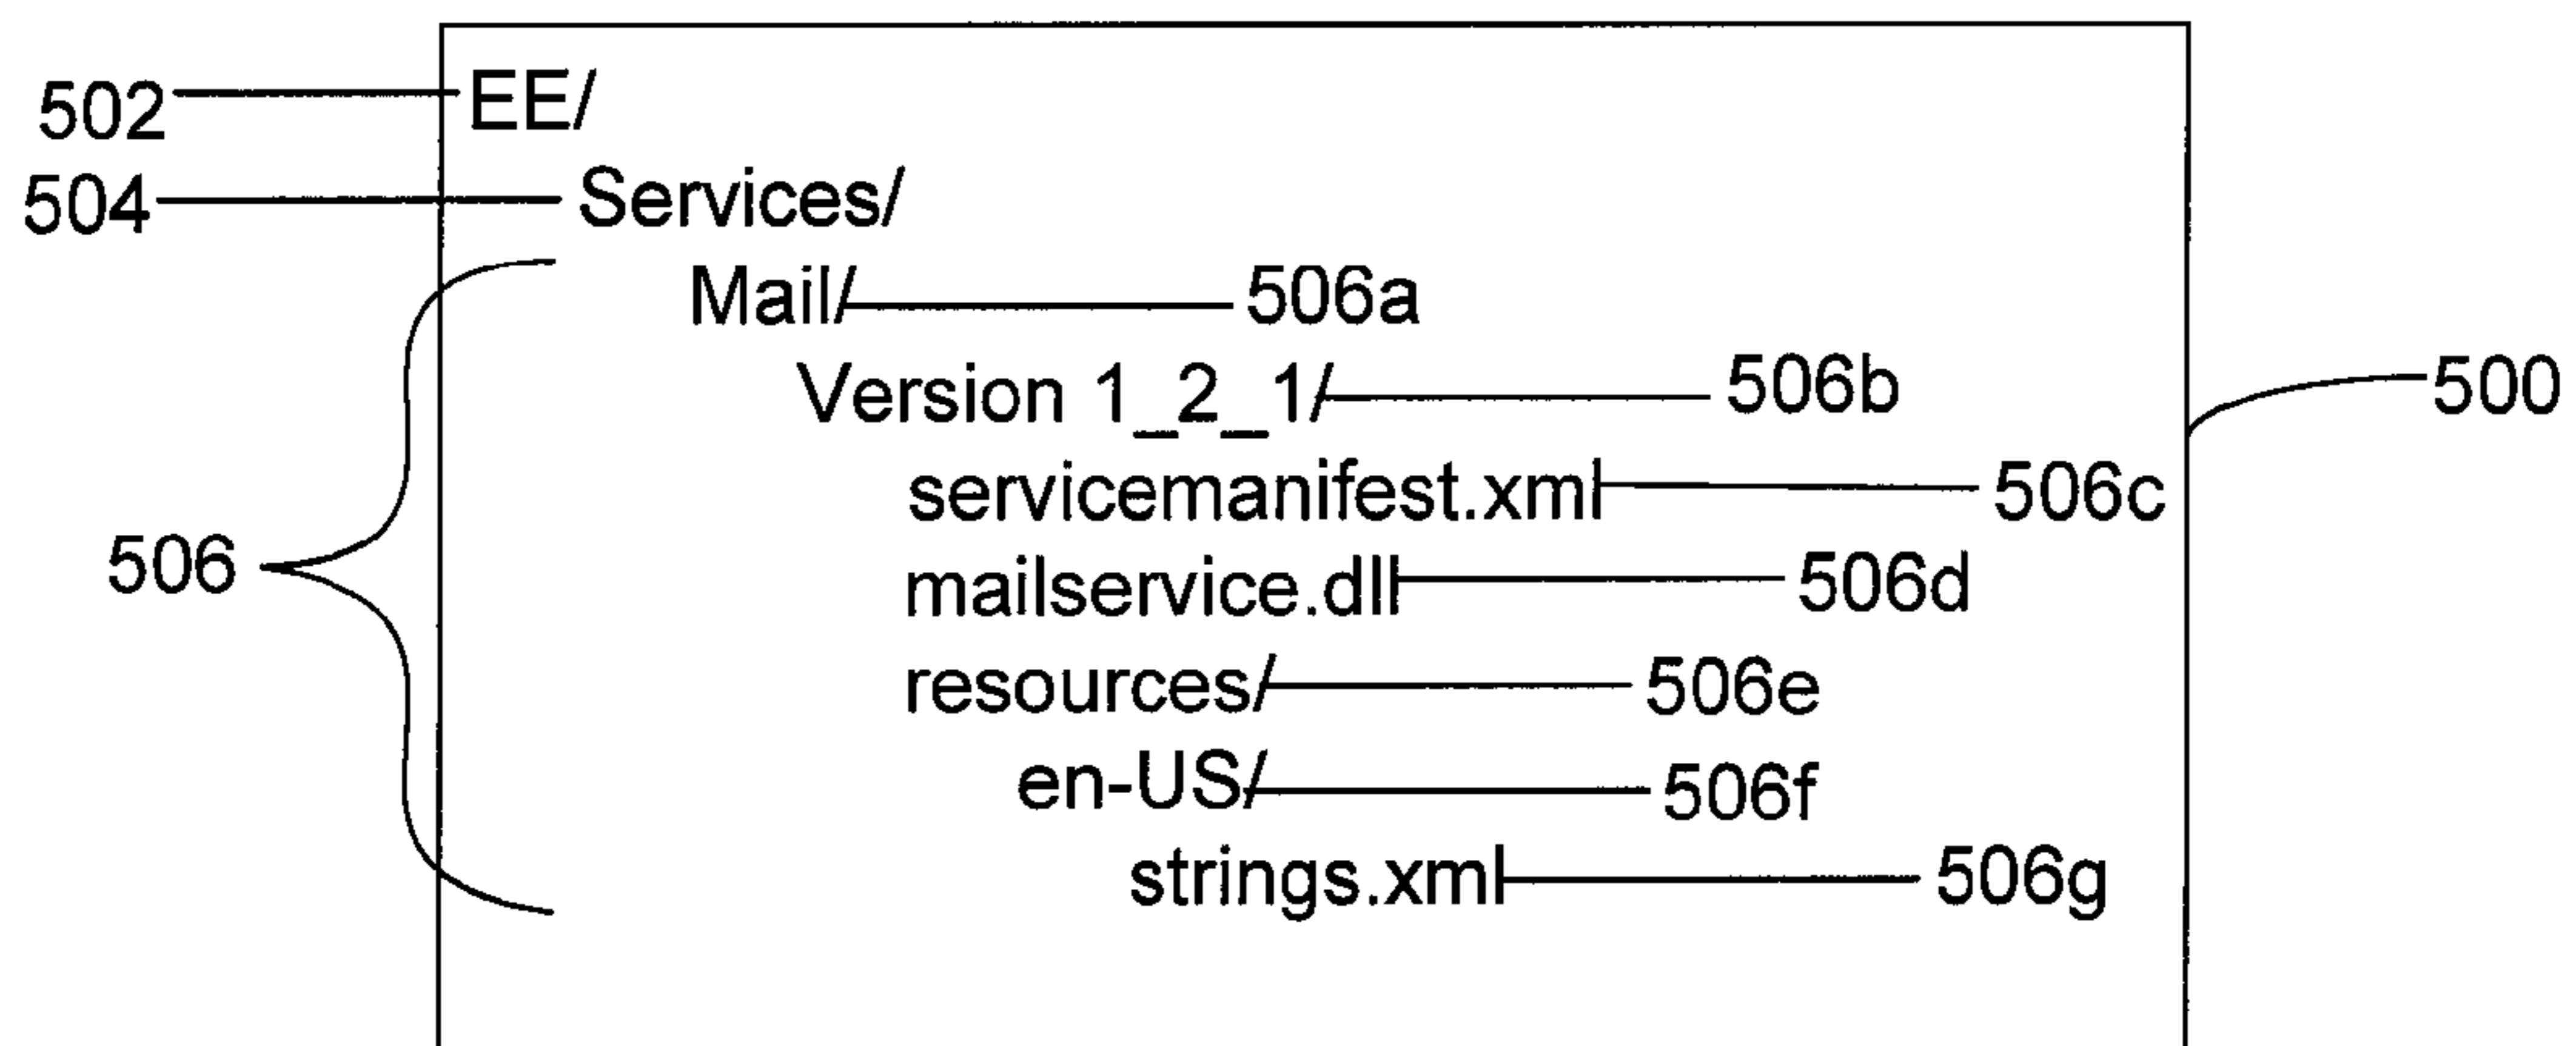 502 EE/
504 Services/
Mail/ 506a
Version 1_2_1/ 506b
500
servicemanifest.xml 506c
506
mailservice.dll 506d
resources/ 506e
en-US/ 506f
strings.xml 506g